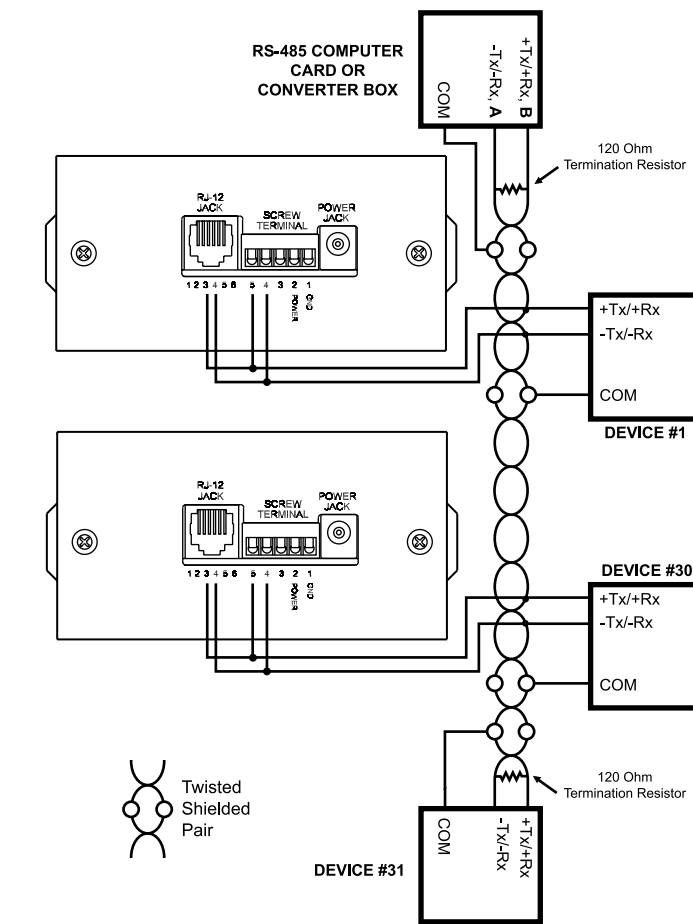 RS-485 COMPUTER
CARD OR
CONVERTER BOX
COM
-Tx/-Rx, A
+Tx/+Rx, B
120 Ohm
Termination Resistor
RJ-12
JACK
SCREW
TERMINAL
POWER
JACK
1 2 3 4 5 6
5 4 3 2 1
POWER
GND
+Tx/+Rx
-Tx/-Rx
COM
DEVICE #1
RJ-12
JACK
SCREW
TERMINAL
POWER
JACK
1 2 3 4 5 6
5 4 3 2 1
POWER
GND
DEVICE #30
+Tx/+Rx
-Tx/-Rx
COM
Twisted
Shielded
Pair
120 Ohm
Termination Resistor
COM
-Tx/-Rx
+Tx/+Rx
DEVICE #31